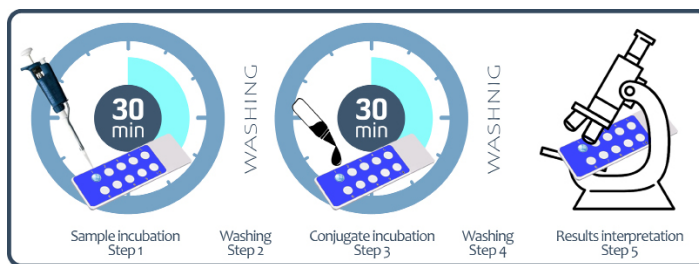 30
min
WASHING
30
min
WASHNIG
Sample incubation
Step 1
Washing
Step 2
Conjugate incubation
Step 3
Washing
Step 4
Results interpretation
Step 5